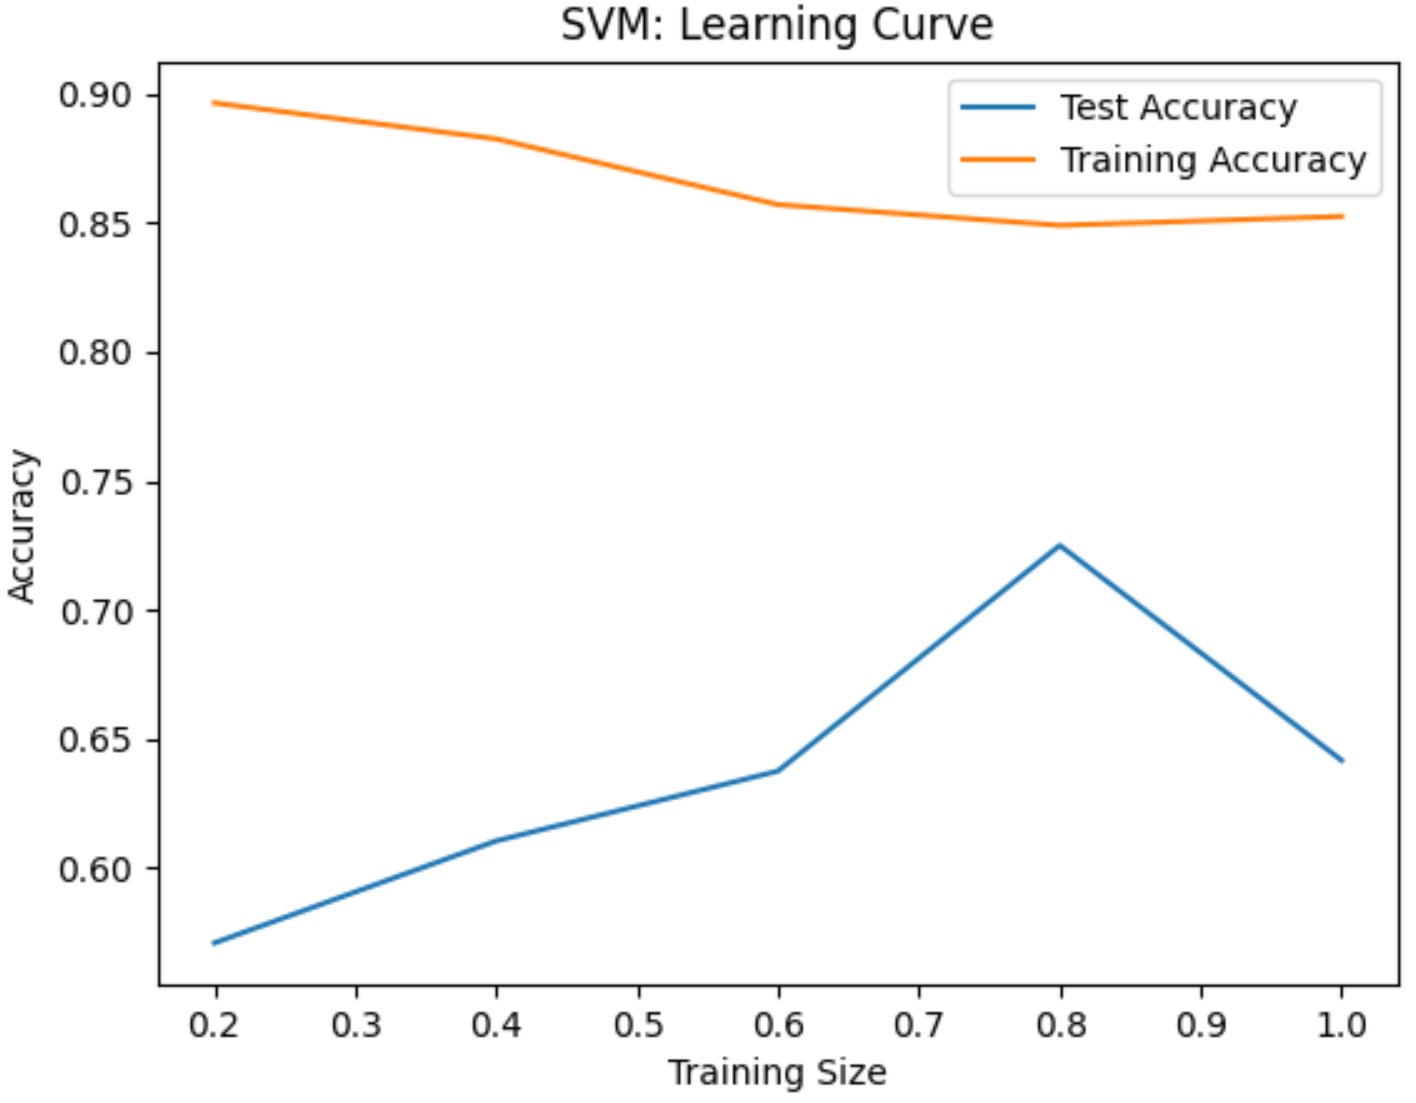 SVM: Learning Curve
Test Accuracy
Training Accuracy
0.90
0.85
0.80
0.75
0.70
0.65
0.60
Accuracy
0.2 0.3 0.4 0.5 0.6 0.7 0.8 0.9 1.0
Training Size